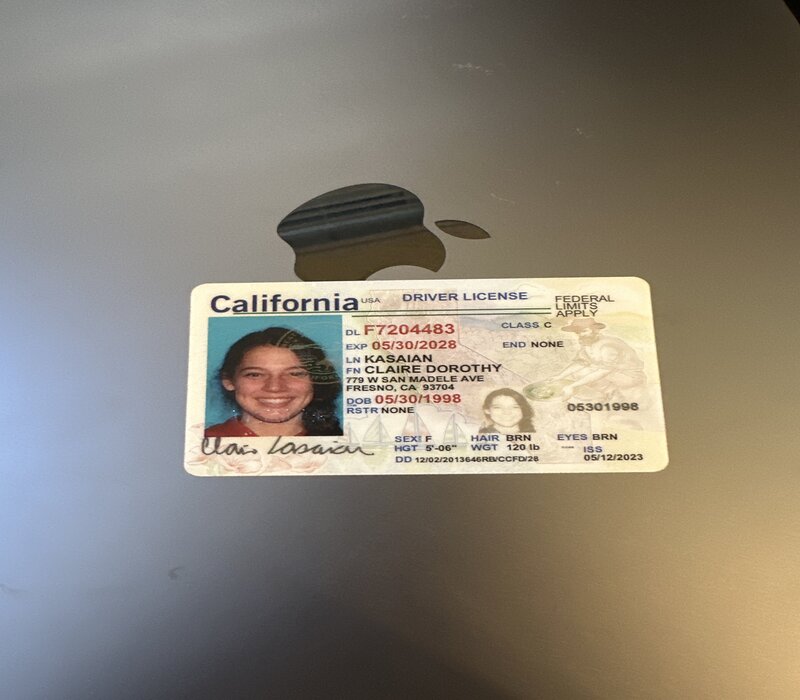 California USA DRIVER LICENSE
FEDERAL
LIMITS
APPLY
DL F7204483
CLASS C
EXP 05/30/2028
END NONE
LN KASAIAN
FN CLAIRE DOROTHY
779 W SAN MADELE AVE
FRESNO, CA 93704
DOB 05/30/1998
RSTR NONE
05301998
SEX F HAIR BRN EYES BRN
HGT 5'-06" WGT 120 lb
ISS
DD 12/02/2013646RB/CCFD/28
05/12/2023